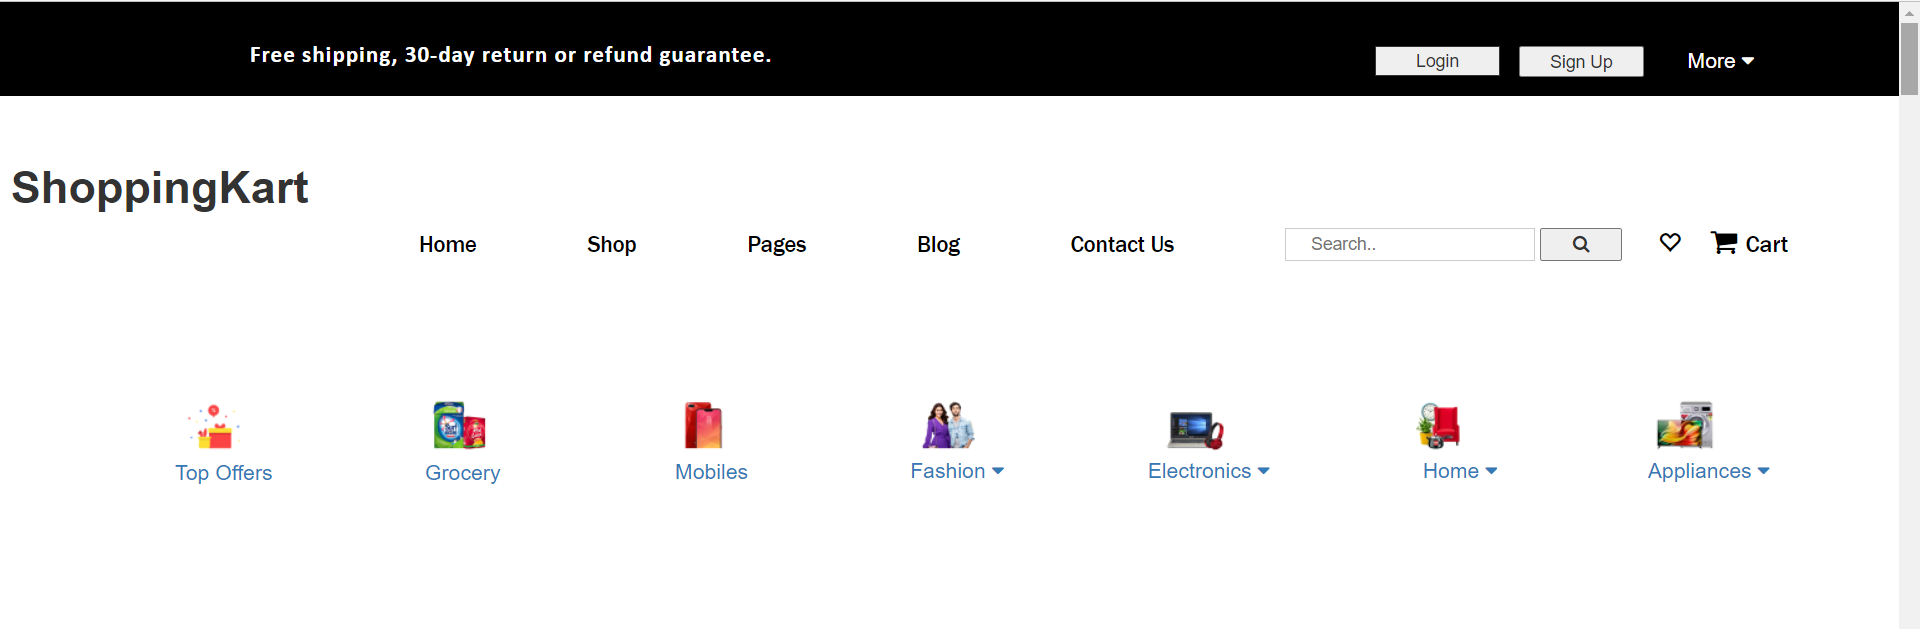 Free shipping, 30-day return or refund guarantee.
Login
Sign Up
More
ShoppingKart
Home
Shop
Pages
Blog
Contact Us
Search..
Cart
Top Offers
Grocery
Mobiles
Fashion
Electronics
Home
Appliances